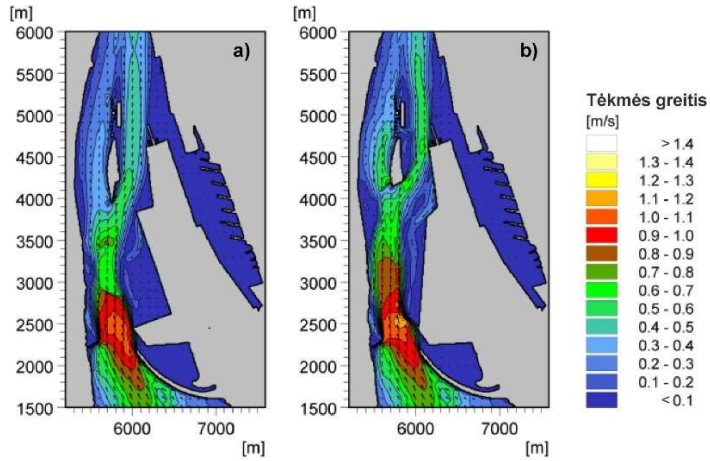 [m]
6000
5500
5000
4500
4000
3500
3000
2500
2000
1500
6000
7000
[m]
a)
[m]
6000
5500
5000
4500
4000
3500
3000
2500
2000
1500
6000
7000
[m]
b)
Tėkmės greitis
[m/s]
> 1.4
1.3 - 1.4
1.2 - 1.3
1.1 - 1.2
1.0 - 1.1
0.9 - 1.0
0.8 - 0.9
0.7 - 0.8
0.6 - 0.7
0.5 - 0.6
0.4 - 0.5
0.3 - 0.4
0.2 - 0.3
0.1 - 0.2
< 0.1